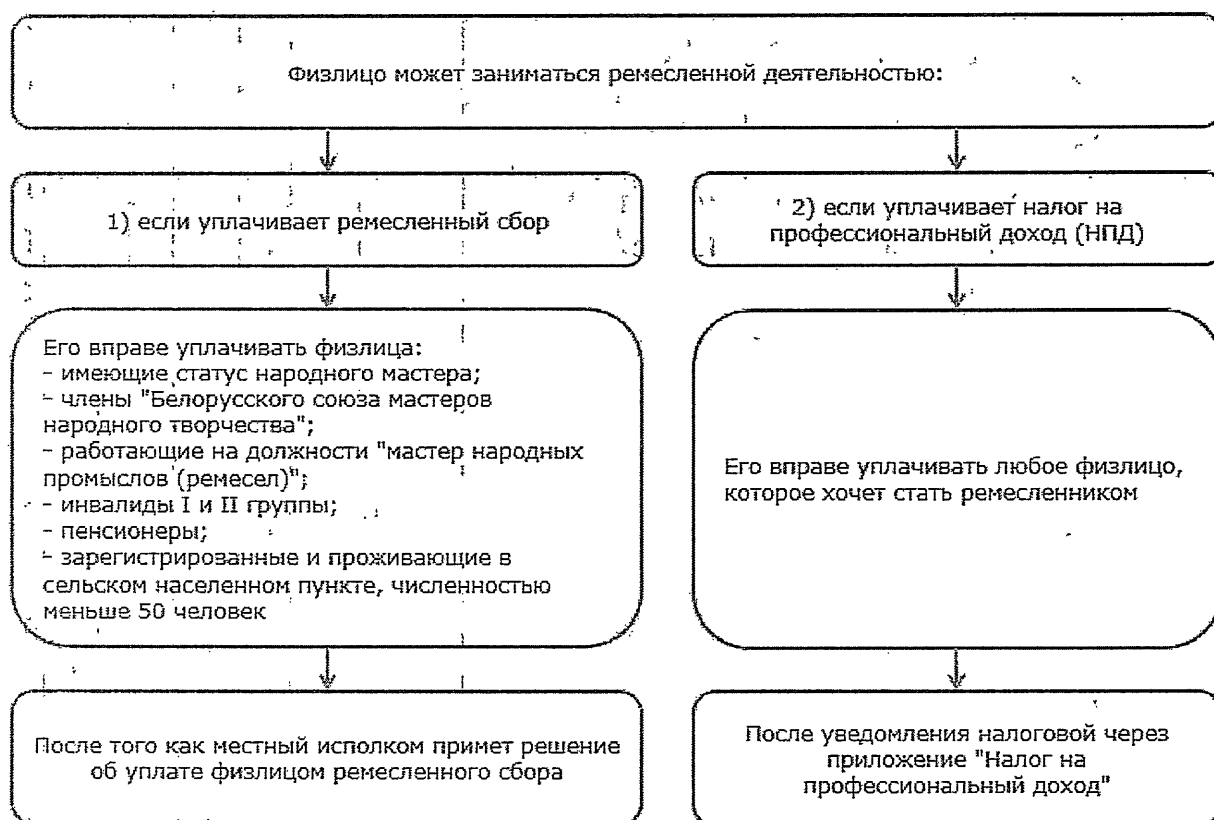 Физлицо может заниматься ремесленной деятельностью:
1) если уплачивает ремесленный сбор
2) если уплачивает налог на
профессиональный доход (НПД)
Его вправе уплачивать физлица:
- имеющие статус народного мастера;
- члены "Белорусского союза мастеров
народного творчества";
- работающие на должности "мастер народных
промыслов (ремесел)";
- инвалиды I и II группы;
- пенсионеры;
- зарегистрированные и проживающие в
сельском населенном пункте, численностью
меньше 50 человек
Его вправе уплачивать любое физлицо,
которое хочет стать ремесленником
После того как местный исполком примет решение
об уплате физлицом ремесленного сбора
После уведомления налоговой через
приложение "Налог на
профессиональный доход"